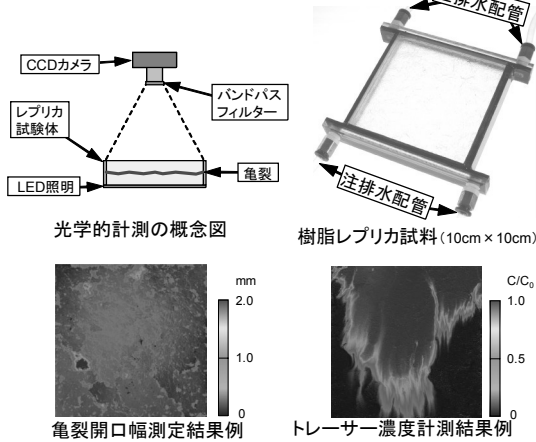 注排水配管
CCDカメラ
バンドパス
フィルター
レプリカ
試験体
亀裂
LED照明
注排水配管
光学的計測の概念図
樹脂レプリカ試料(10cm×10cm)
mm
2.0
1.0
0
C/C₀
1.0
0.5
0
亀裂開口幅測定結果例
トレーサー濃度計測結果例